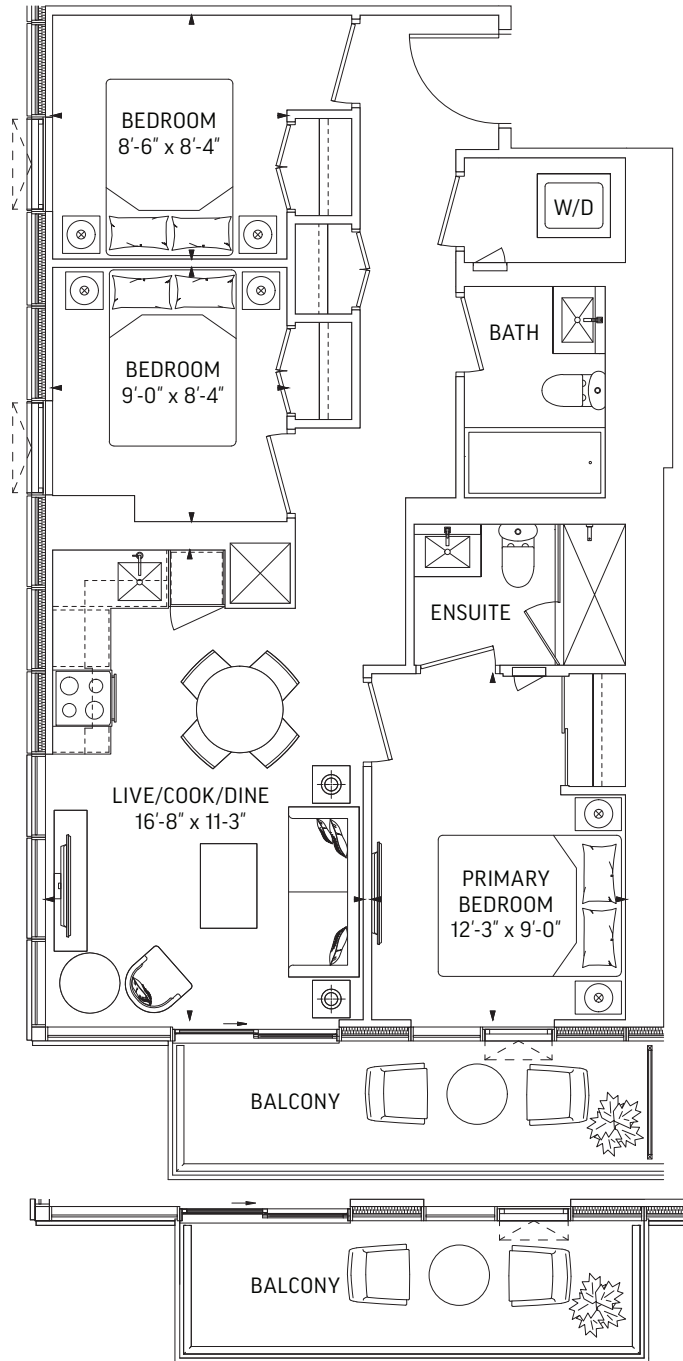 BEDROOM
8'-6" x 8'-4"
W/D
BATH
BEDROOM
9'-0" x 8'-4"
ENSUITE
LIVE/COOK/DINE
16'-8" x 11-3"
PRIMARY
BEDROOM
12'-3" x 9'-0"
BALCONY
BALCONY